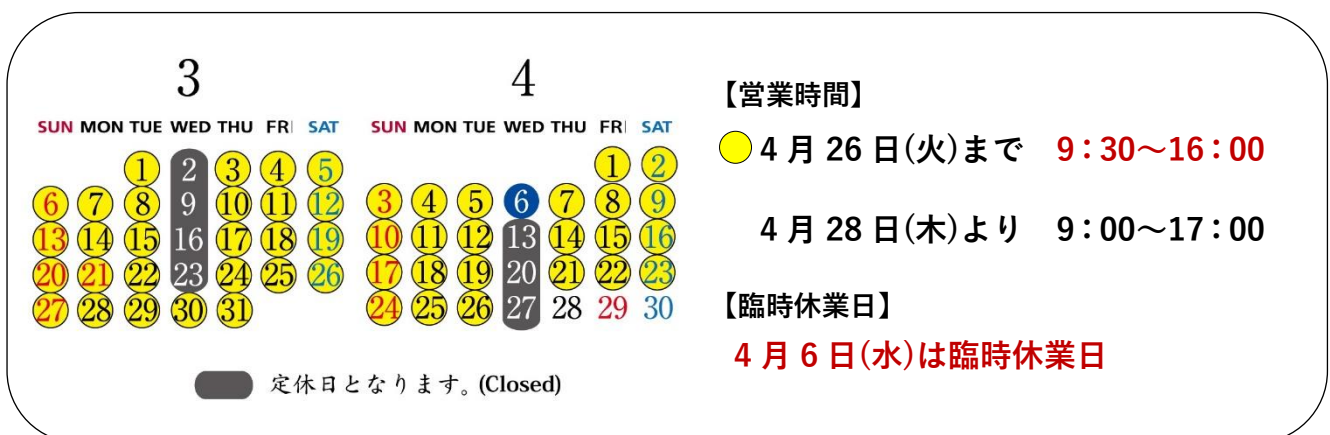 3
SUN MON TUE WED THU FRI SAT
1 2 3 4 5
6 7 8 9 10 11 12
13 14 15 16 17 18 19
20 21 22 23 24 25 26
27 28 29 30 31
4
SUN MON TUE WED THU FRI SAT
1 2
3 4 5 6 7 8 9
10 11 12 13 14 15 16
17 18 19 20 21 22 23
24 25 26 27 28 29 30
定休日となります。(Closed)
【営業時間】
4月26日(火)まで 9：30～16：00
4月28日(木)より 9：00～17：00
【臨時休業日】
4月6日(水)は臨時休業日